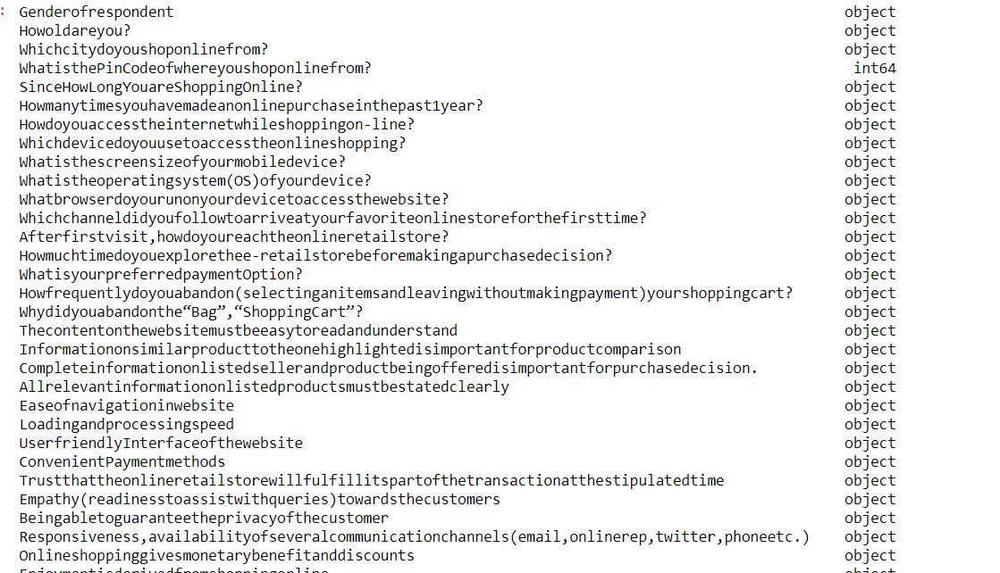 Genderofrespondent object
Howoldareyou? object
Whichcitydoyoushoponlinefrom? object
WhatisthePinCodeofwhereyoushoponlinefrom? int64
SinceHowLongYouareShoppingOnline? object
Howmanytimesyouhavemadeanonlinepurchaseinthepast1year? object
Howdoyouaccesstheinternetwhileshoppingon-line? object
Whichdevicedoyouusetoaccesstheonlineshopping? object
Whatisthescreensizeofyourmobiledevice? object
Whatistheoperatingsystem(OS)ofyourdevice? object
Whatbrowserdoyourunonyourdevicetoaccessthewebsite? object
Whichchanneldidyoufollowtoarriveatyourfavoriteonlinestoreforthefirsttime? object
Afterfirstvisit,howdoyoureachtheonlineretailstore? object
Howmuchtimedoyouexplorethee-retailstorebeforemakingapurchasedecision? object
WhatisyourpreferredpaymentOption? object
Howfrequentlydoyouabandon(selectinganitemsandleavingwithoutmakingpayment)yourshoppingcart? object
Whydidyouabandonthe“Bag”,“ShoppingCart”? object
Thecontentonthewebsitemustbeeasytoreadandunderstand object
Informationonsimilarproducttotheonehighlightedisimportantforproductcomparison object
Completeinformationonlistedsellerandproductbeingofferedisimportantforpurchasedecision. object
Allrelevantinformationonlistedproductsmustbestatedclearly object
Easeofnavigationinwebsite object
Loadingandprocessingspeed object
UserfriendlyInterfaceofthewebsite object
ConvenientPaymentmethods object
Trustthattheonlineretailstorewillfulfillitspartofthetransactionatthestipulatedtime object
Empathy(readinesstoassistwithqueries)towardsthecustomers object
Beingabletoguaranteetheprivacyofthecustomer object
Responsiveness,availabilityofseveralcommunicationchannels(email,onlinerep,twitter,phoneetc.) object
Onlineshoppinggivesmonetarybenefitanddiscounts object
Enjoymentisderivedfromshoppingonline object